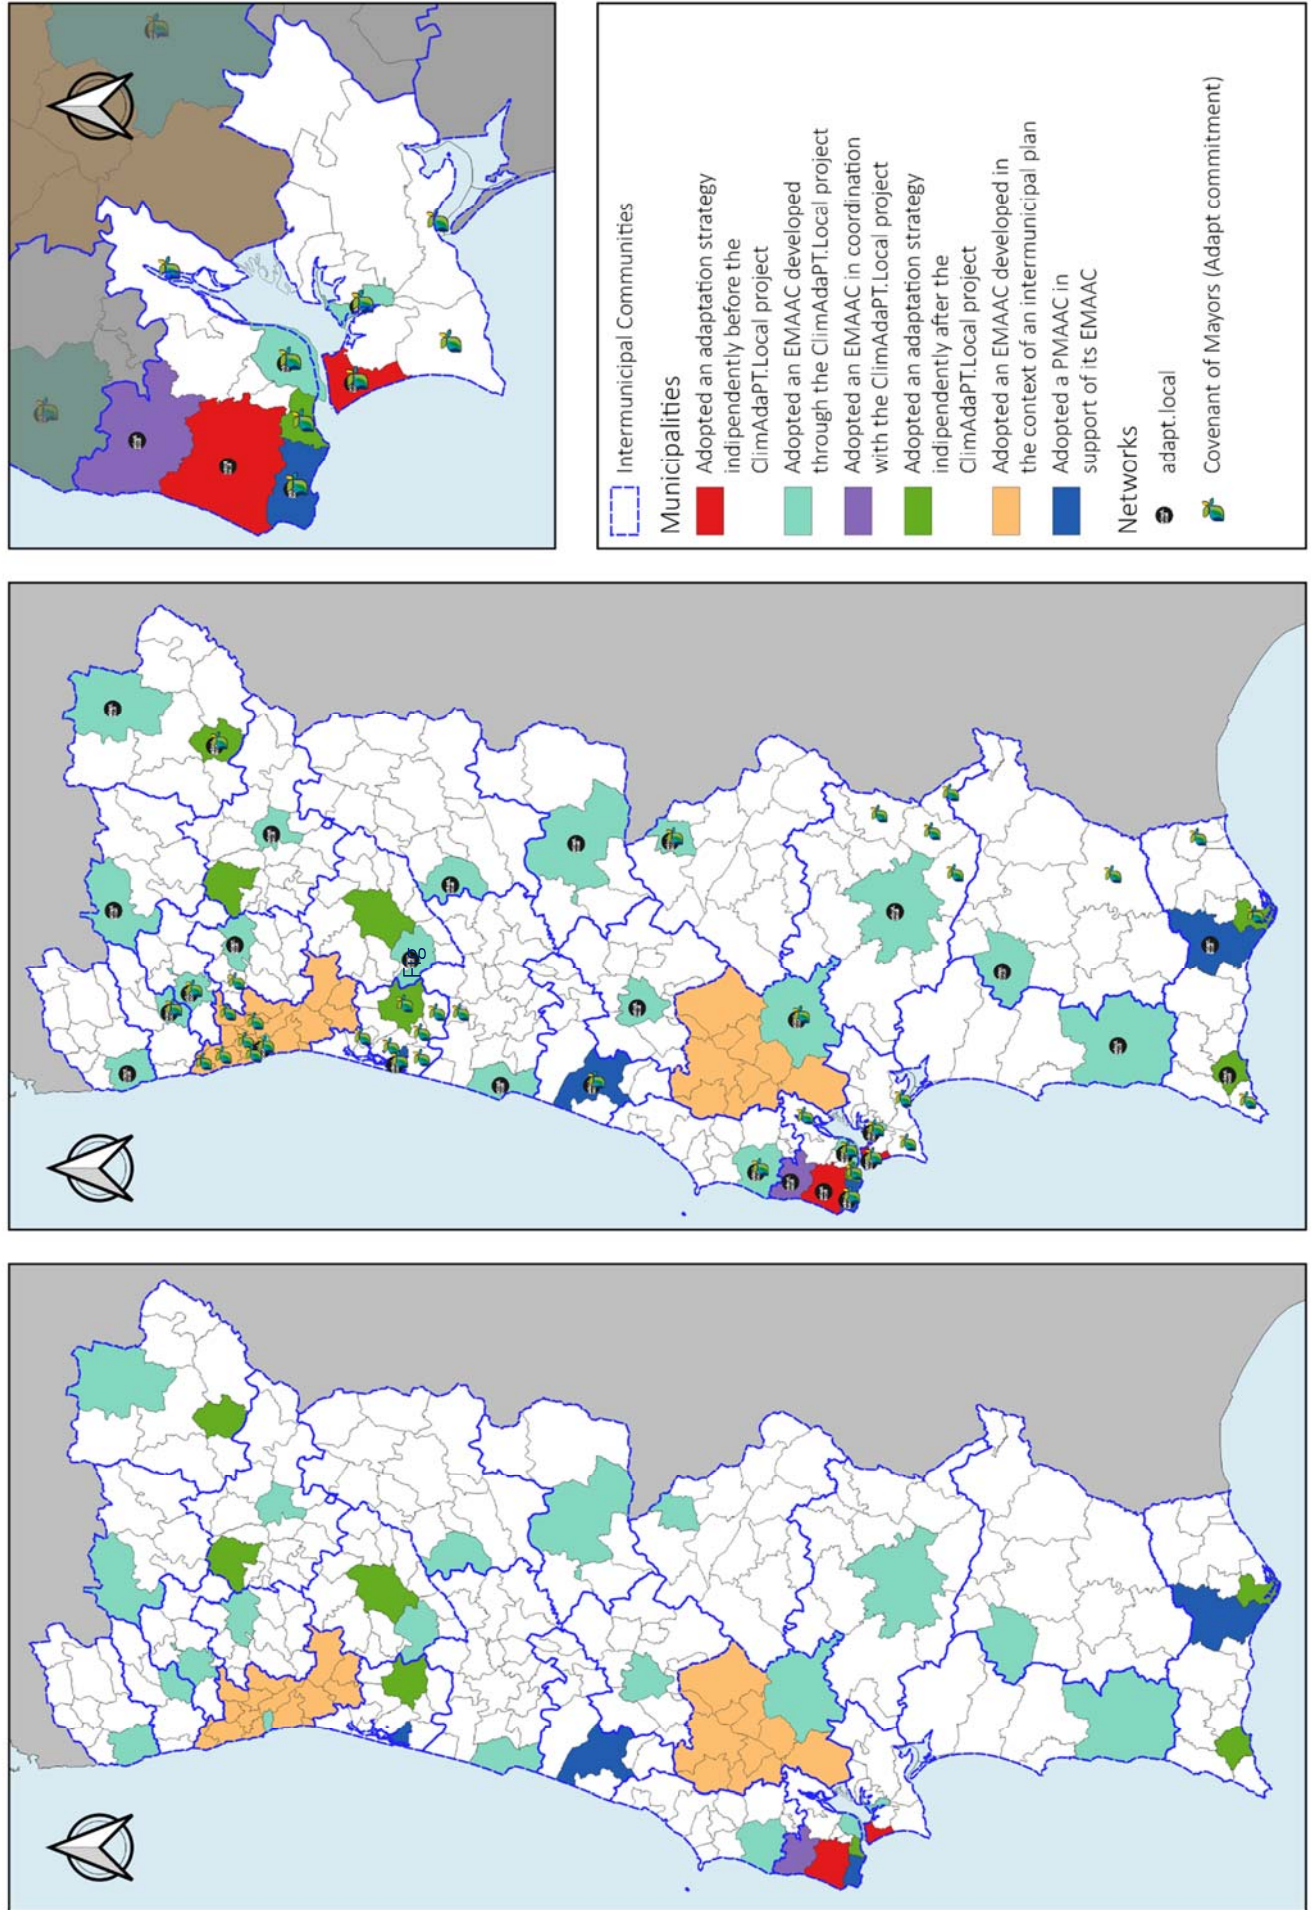 Intermunicipal Communities
Municipalities
Adopted an adaptation strategy
indipendently before the
ClimAdaPT.Local project
Adopted an EMAAC developed
through the ClimAdaPT.Local project
Adopted an EMAAC in coordination
with the ClimAdaPT.Local project
Adopted an adaptation strategy
indipendently after the
ClimAdaPT.Local project
Adopted an EMAAC developed in
the context of an intermunicipal plan
Adopted a PMAAC in
support of its EMAAC
Networks
adapt.local
Covenant of Mayors (Adapt commitment)